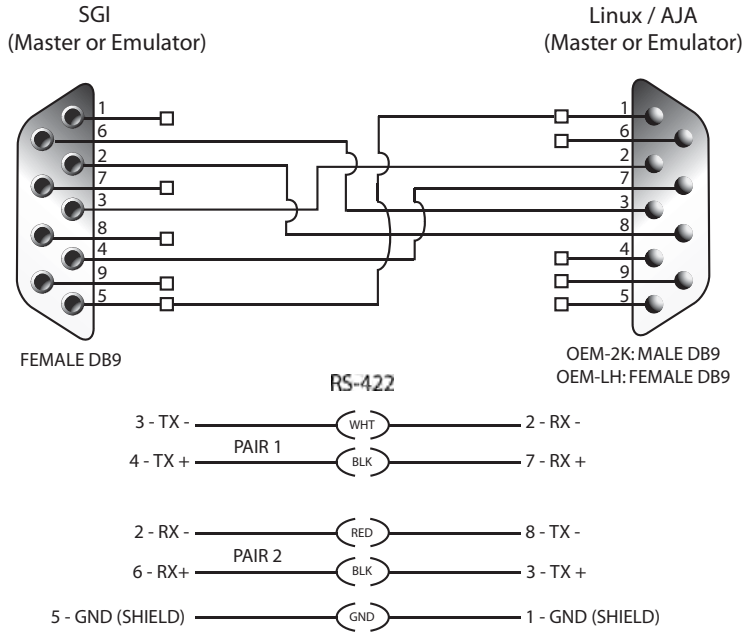 SGI
(Master or Emulator)
Linux / AJA
(Master or Emulator)
1
6
2
7
3
8
4
9
5
1
6
2
7
3
8
4
9
5
FEMALE DB9
OEM-2K: MALE DB9
OEM-LH: FEMALE DB9
RS-422
3 - TX - WHT 2 - RX -
PAIR 1
4 - TX + BLK 7 - RX +
2 - RX - RED 8 - TX -
PAIR 2
6 - RX+ BLK 3 - TX +
5 - GND (SHIELD) GND 1 - GND (SHIELD)